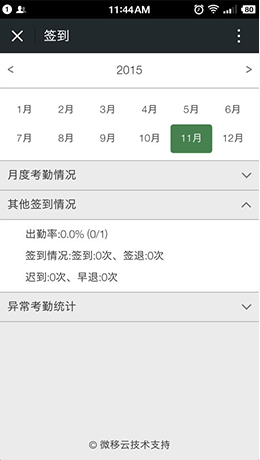 1 11:44AM 80
签到
< 2015 >
1月 2月 3月 4月 5月 6月
7月 8月 9月 10月 11月 12月
月度考勤情况
其他签到情况
出勤率:0.0% (0/1)
签到情况:签到:0次、签退:0次
迟到:0次、早退:0次
异常考勤统计
© 微移云技术支持